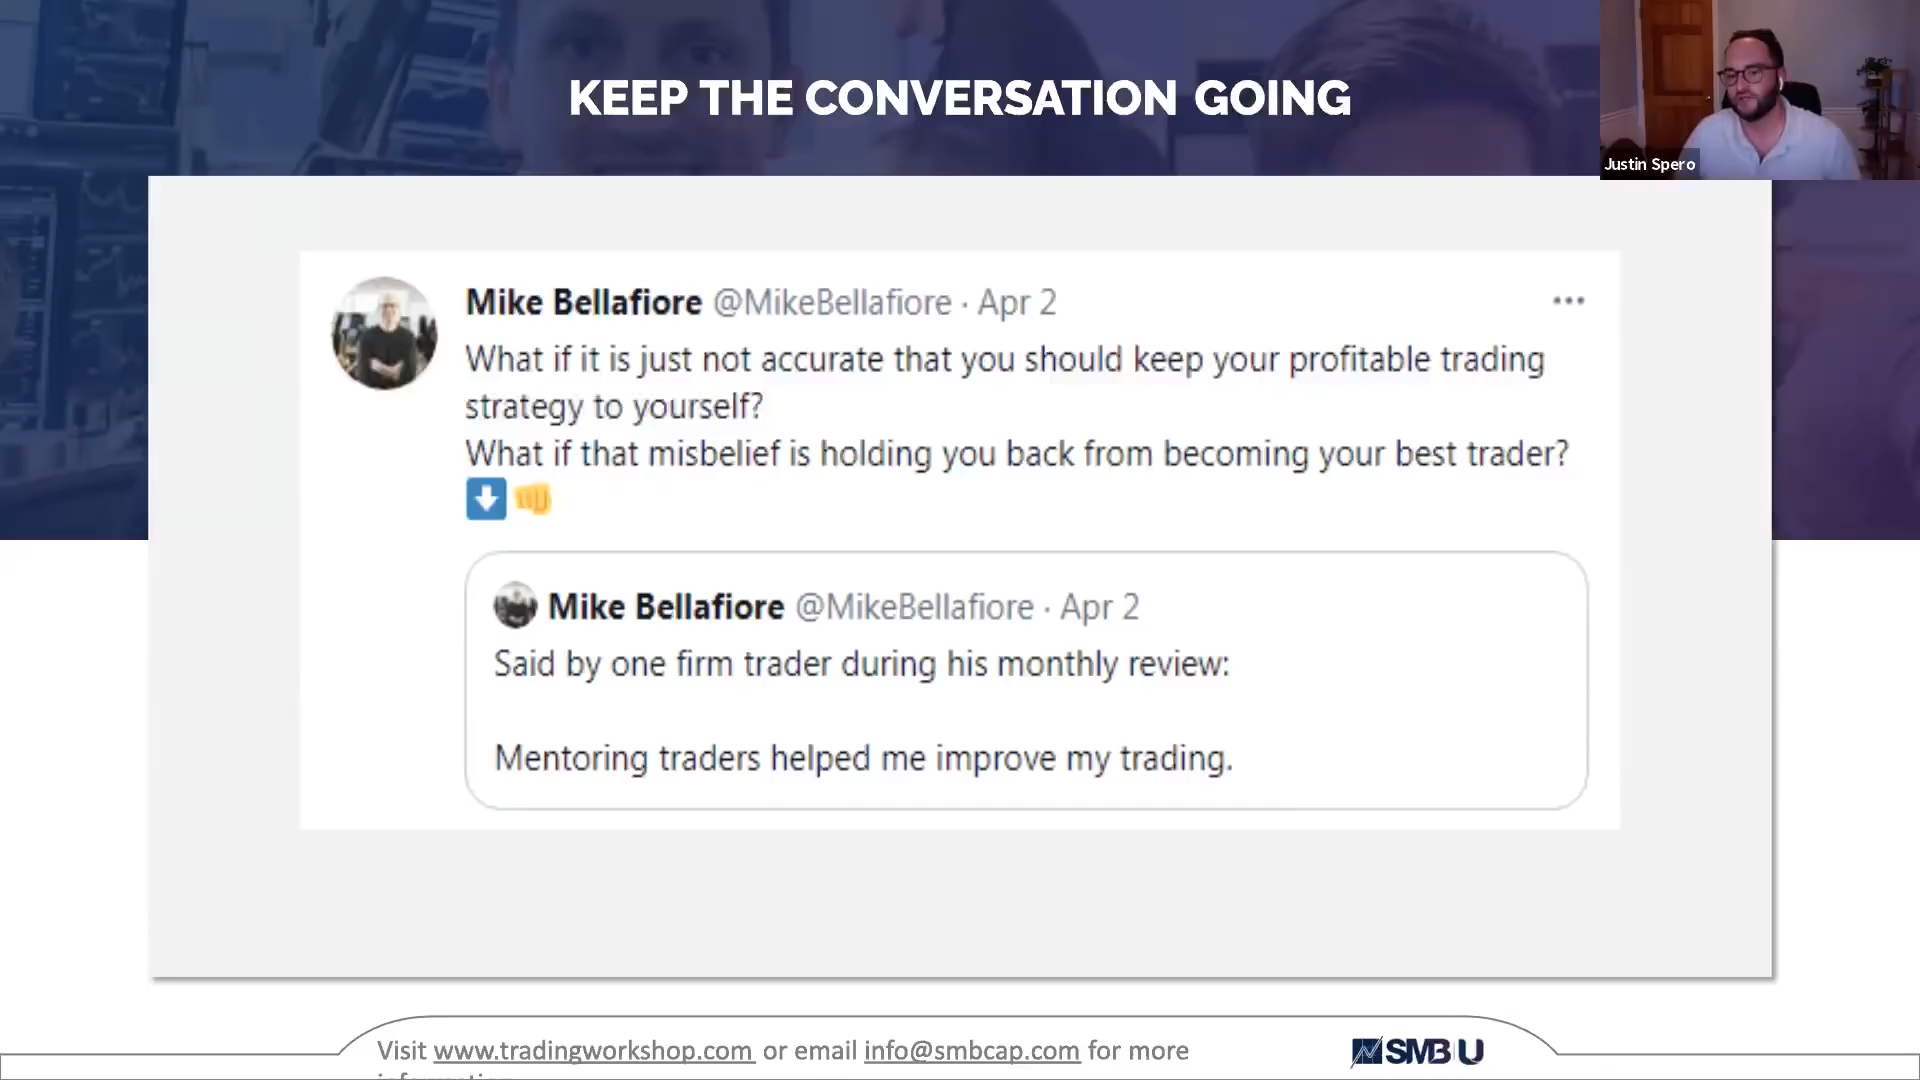 KEEP THE CONVERSATION GOING
Justin Spero
Mike Bellafiore @MikeBellafiore · Apr 2
What if it is just not accurate that you should keep your profitable trading
strategy to yourself?
What if that misbelief is holding you back from becoming your best trader?
Mike Bellafiore @MikeBellafiore · Apr 2
Said by one firm trader during his monthly review:
Mentoring traders helped me improve my trading.
Visit www.tradingworkshop.com or email info@smbcap.com for more
SMB U